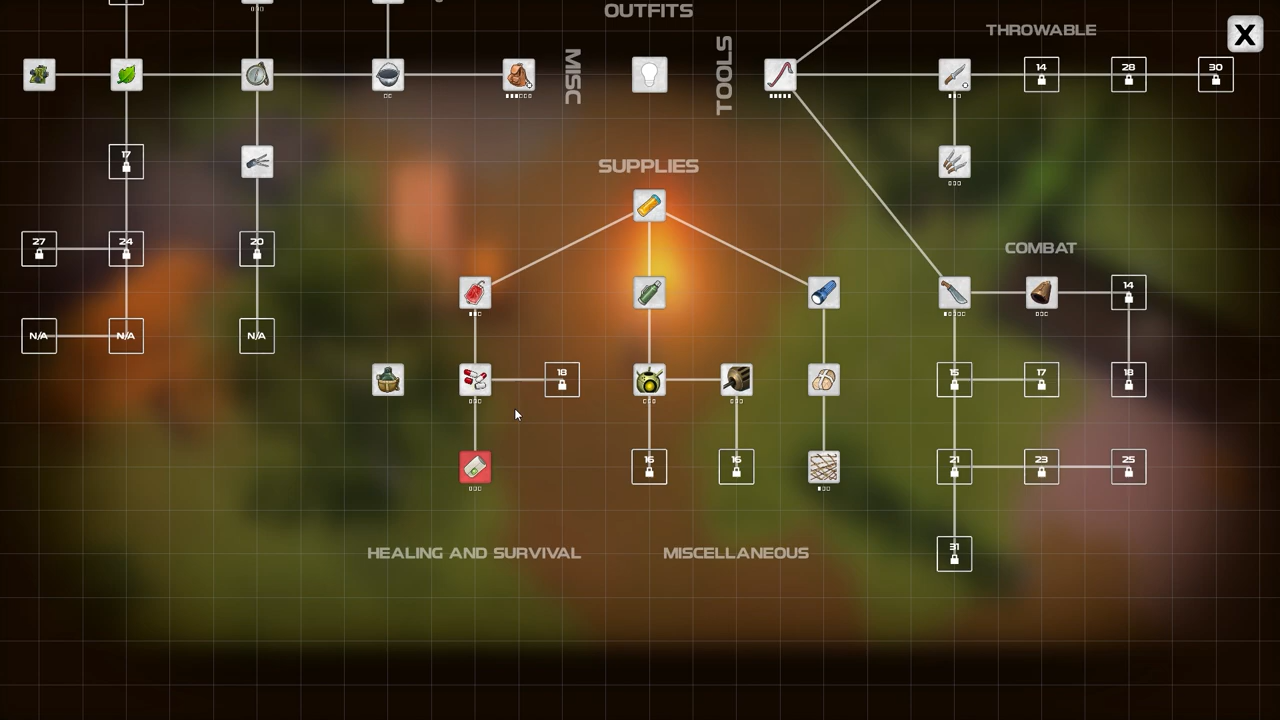 OUTFITS
MISC
TOOLS
THROWABLE
X
14 28 30
SUPPLIES
17
COMBAT
27 24 20
14
N/A N/A N/A
18 15 17 18
16 16 21 23 25
HEALING AND SURVIVAL MISCELLANEOUS
31